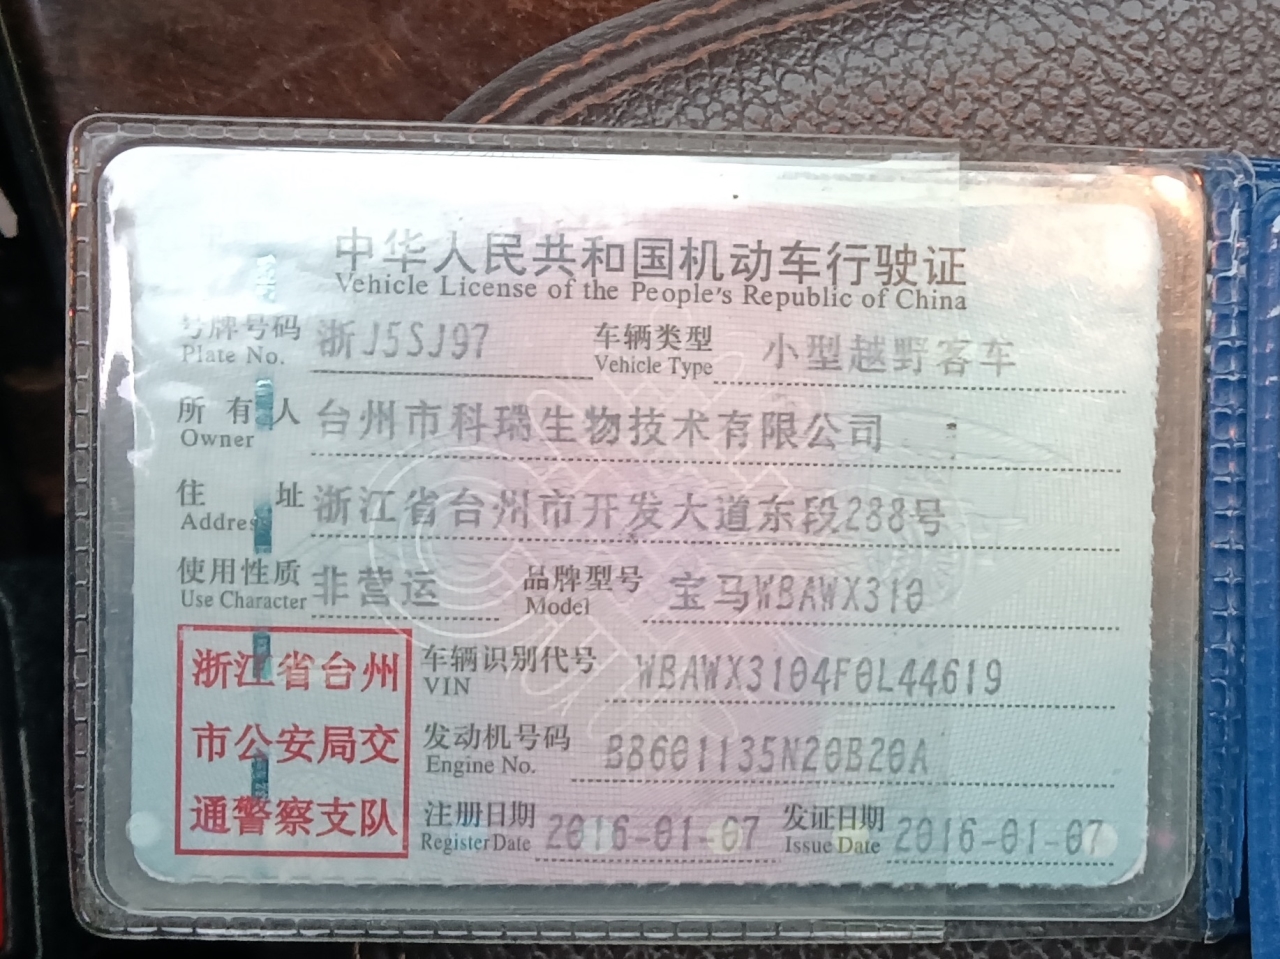 中华人民共和国机动车行驶证
Vehicle License of the People's Republic of China
号牌号码 浙J5SJ97 车辆类型 小型越野客车
Plate No. Vehicle Type
所有人 台州市科瑞生物技术有限公司
Owner
住址 浙江省台州市开发大道东段288号
Address
使用性质 非营运 品牌型号 宝马WBAWX310
Use Character Model
浙江省台州
市公安局交
通警察支队
车辆识别代号 WBAWX3104F0L44619
VIN
发动机号码 B8601135N20B20A
Engine No.
注册日期 2016-01-07 发证日期 2016-01-07
Register Date Issue Date